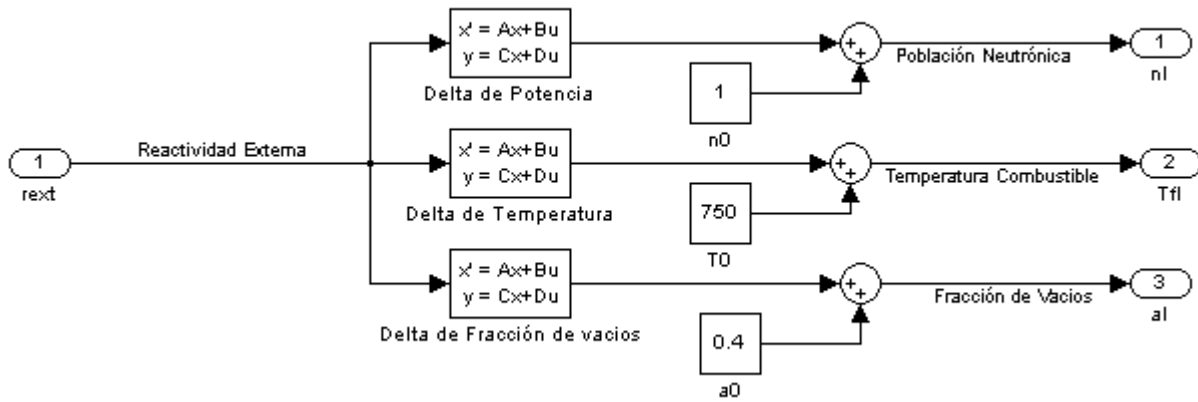 x' = Ax+Bu
y = Cx+Du
Delta de Potencia
1
n0
Población Neutrónica
1
nl
1
rext
Reactividad Externa
x' = Ax+Bu
y = Cx+Du
Delta de Temperatura
750
T0
Temperatura Combustible
2
Tfl
x' = Ax+Bu
y = Cx+Du
Delta de Fracción de vacios
0.4
a0
Fracción de Vacios
3
al